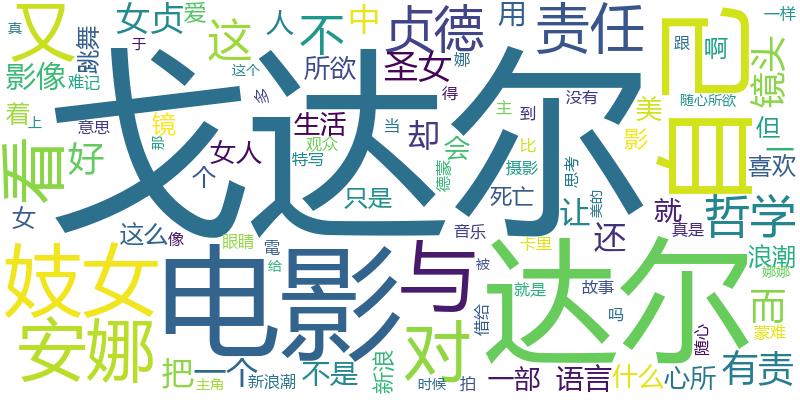 戈达尔
自己
又
电影
达尔
妓女
安娜
与
对
看
不
这
贞德
责任
圣女
女贞
爱
人
中
用
跳舞
影像
难记
着
上
真
于
这个
所欲
多
娜
得
主
到
没有
啊
跟
一样
镜头
随心所欲
美
影
但
一
喜欢
好
意思
镜
那
女人
个
特写
生活
观众
当
却
会
德蒙
比
摄影
思考
死亡
只是
让
还
就
美的
真是
哲学
浪潮
女
这么
像
眼睛
電
给
音乐
被
卡里
就是
故事
借给
吗
随心
而
娜娜
蒙难
把
一个
主角
新浪潮
不是
时候
新浪
拍
一部
语言
什么
心所
有责